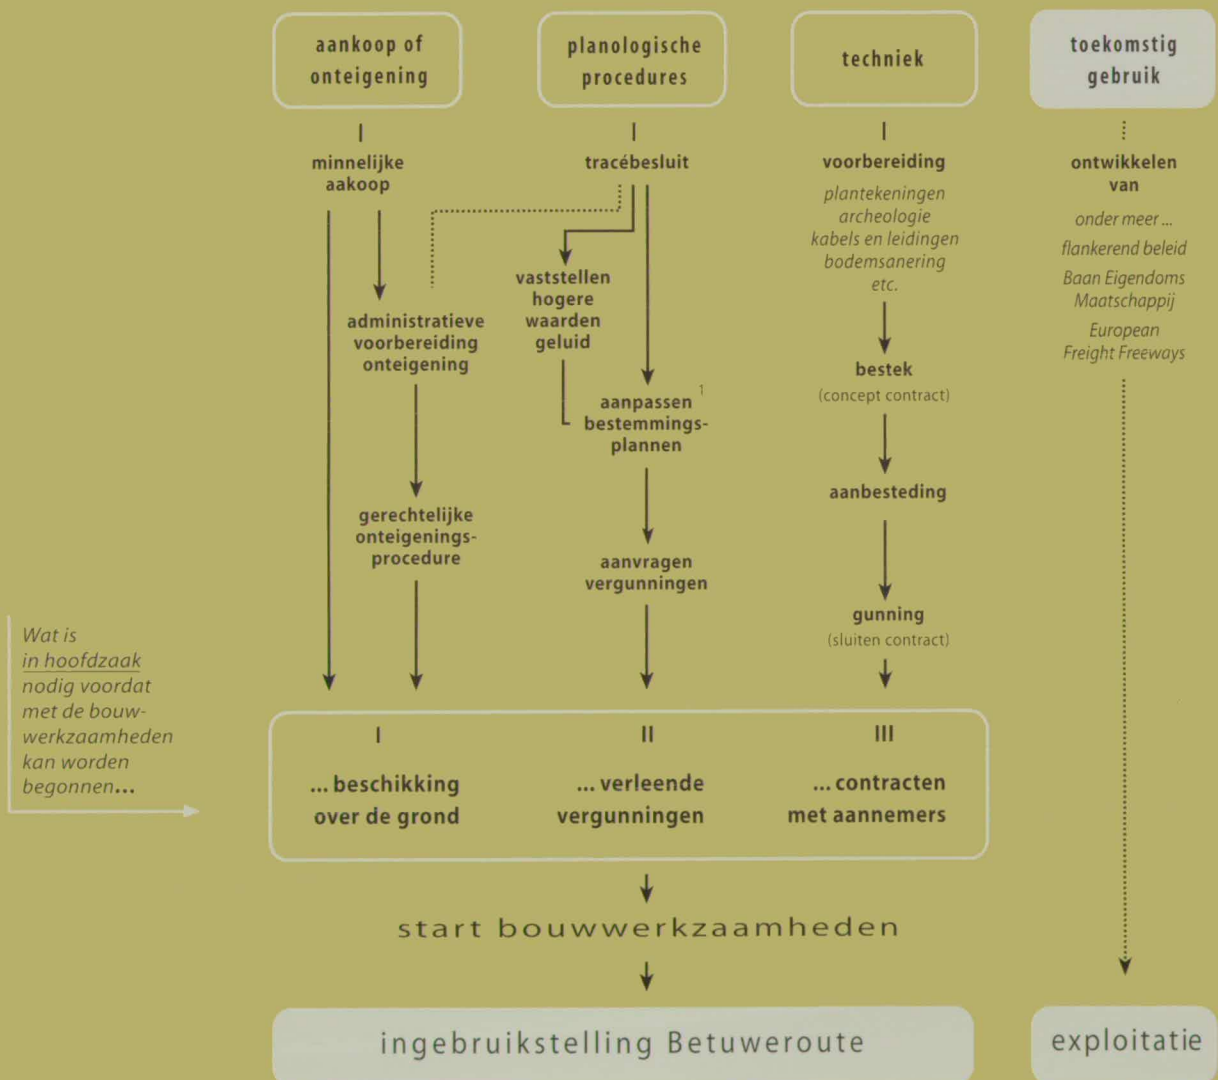 aankoop of
onteigening
minnelijke
aakoop
administratieve
voorbereiding
onteigening
gerechtelijke
onteigenings-
procedure
planologische
procedures
tracébesluit
vaststellen
hogere
waarden
geluid
aanpassen 1
bestemmings-
plannen
aanvragen
vergunningen
techniek
voorbereiding
plantekeningen
archeologie
kabels en leidingen
bodemsanering
etc.
bestek
(concept contract)
aanbesteding
gunning
(sluiten contract)
toekomstig
gebruik
ontwikkelen
van
onder meer ...
flankerend beleid
Baan Eigendoms
Maatschappij
European
Freight Freeways
Wat is
in hoofdzaak
nodig voordat
met de bouw-
werkzaamheden
kan worden
begonnen...
I
... beschikking
over de grond
II
... verleende
vergunningen
III
... contracten
met aannemers
start bouwwerkzaamheden
ingebruikstelling Betuweroute
exploitatie